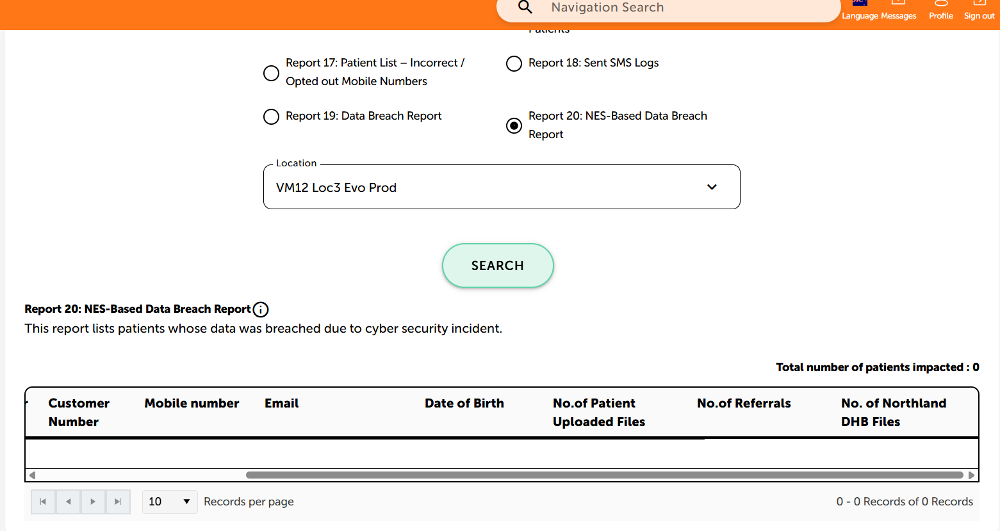 Navigation Search
Language Messages Profile Sign out
Patients
Report 17: Patient List – Incorrect /
Opted out Mobile Numbers
Report 18: Sent SMS Logs
Report 19: Data Breach Report
Report 20: NES-Based Data Breach
Report
Location
VM12 Loc3 Evo Prod
SEARCH
Report 20: NES-Based Data Breach Report
This report lists patients whose data was breached due to cyber security incident.
Total number of patients impacted : 0
Customer
Number
Mobile number
Email
Date of Birth
No.of Patient
Uploaded Files
No.of Referrals
No. of Northland
DHB Files
10
Records per page
0 - 0 Records of 0 Records